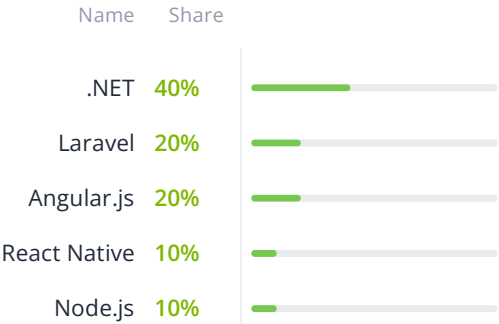 Name Share
.NET 40%
Laravel 20%
Angular.js 20%
React Native 10%
Node.js 10%